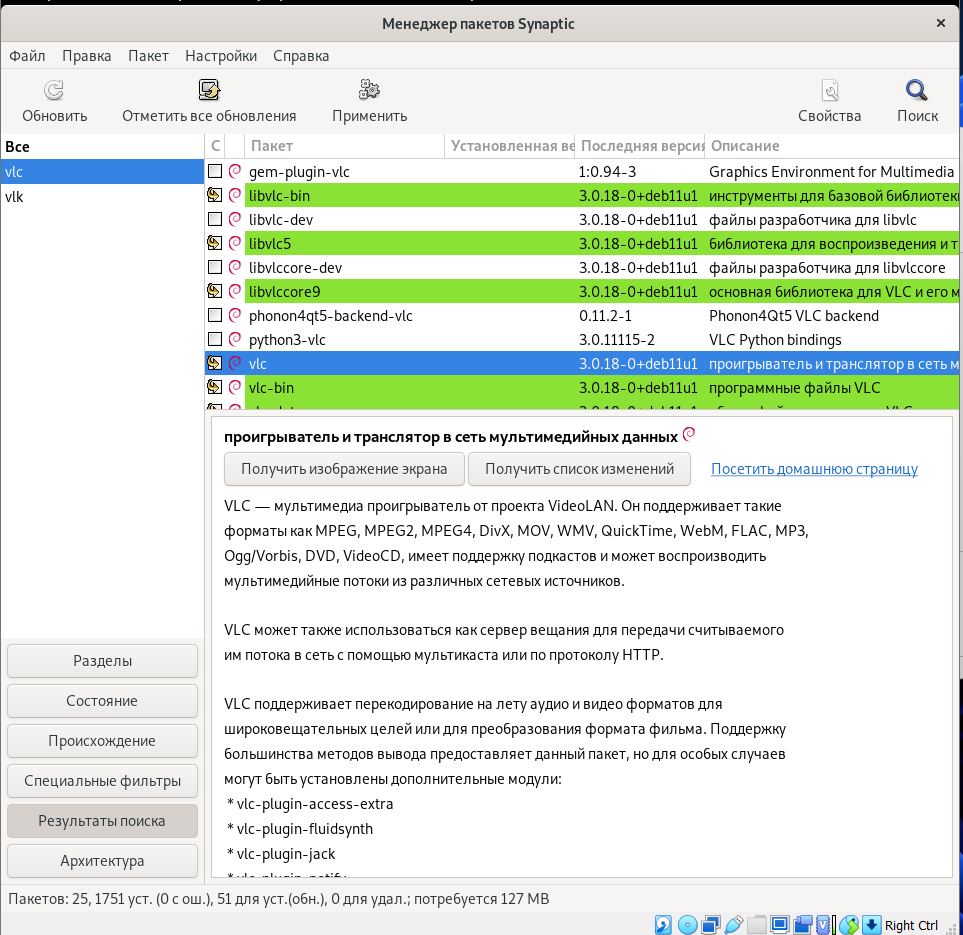 Менеджер пакетов Synaptic
Файл Правка Пакет Настройки Справка
Обновить Отметить все обновления Применить Свойства Поиск
Все
vlc
vlk
С Пакет Установленная ве Последняя верси Описание
gem-plugin-vlc 1:0.94-3 Graphics Environment for Multimedia
libvlc-bin 3.0.18-0+deb11u1 инструменты для базовой библиотек
libvlc-dev 3.0.18-0+deb11u1 файлы разработчика для libvlc
libvlc5 3.0.18-0+deb11u1 библиотека для воспроизведения и т
libvlccore-dev 3.0.18-0+deb11u1 файлы разработчика для libvlccore
libvlccore9 3.0.18-0+deb11u1 основная библиотека для VLC и его м
phonon4qt5-backend-vlc 0.11.2-1 Phonon4Qt5 VLC backend
python3-vlc 3.0.11115-2 VLC Python bindings
vlc 3.0.18-0+deb11u1 проигрыватель и транслятор в сеть м
vlc-bin 3.0.18-0+deb11u1 программные файлы VLC
проигрыватель и транслятор в сеть мультимедийных данных
Получить изображение экрана Получить список изменений Посетить домашнюю страницу
VLC — мультимедиа проигрыватель от проекта VideoLAN. Он поддерживает такие
форматы как MPEG, MPEG2, MPEG4, DivX, MOV, WMV, QuickTime, WebM, FLAC, MP3,
Ogg/Vorbis, DVD, VideoCD, имеет поддержку подкастов и может воспроизводить
мультимедийные потоки из различных сетевых источников.
VLC может также использоваться как сервер вещания для передачи считываемого
им потока в сеть с помощью мультикаста или по протоколу HTTP.
VLC поддерживает перекодирование на лету аудио и видео форматов для
широковещательных целей или для преобразования формата фильма. Поддержку
большинства методов вывода предоставляет данный пакет, но для особых случаев
могут быть установлены дополнительные модули:
* vlc-plugin-access-extra
* vlc-plugin-fluidsynth
* vlc-plugin-jack
Разделы
Состояние
Происхождение
Специальные фильтры
Результаты поиска
Архитектура
Пакетов: 25, 1751 уст. (0 с ош.), 51 для уст.(обн.), 0 для удал.; потребуется 127 MB
Right Ctrl